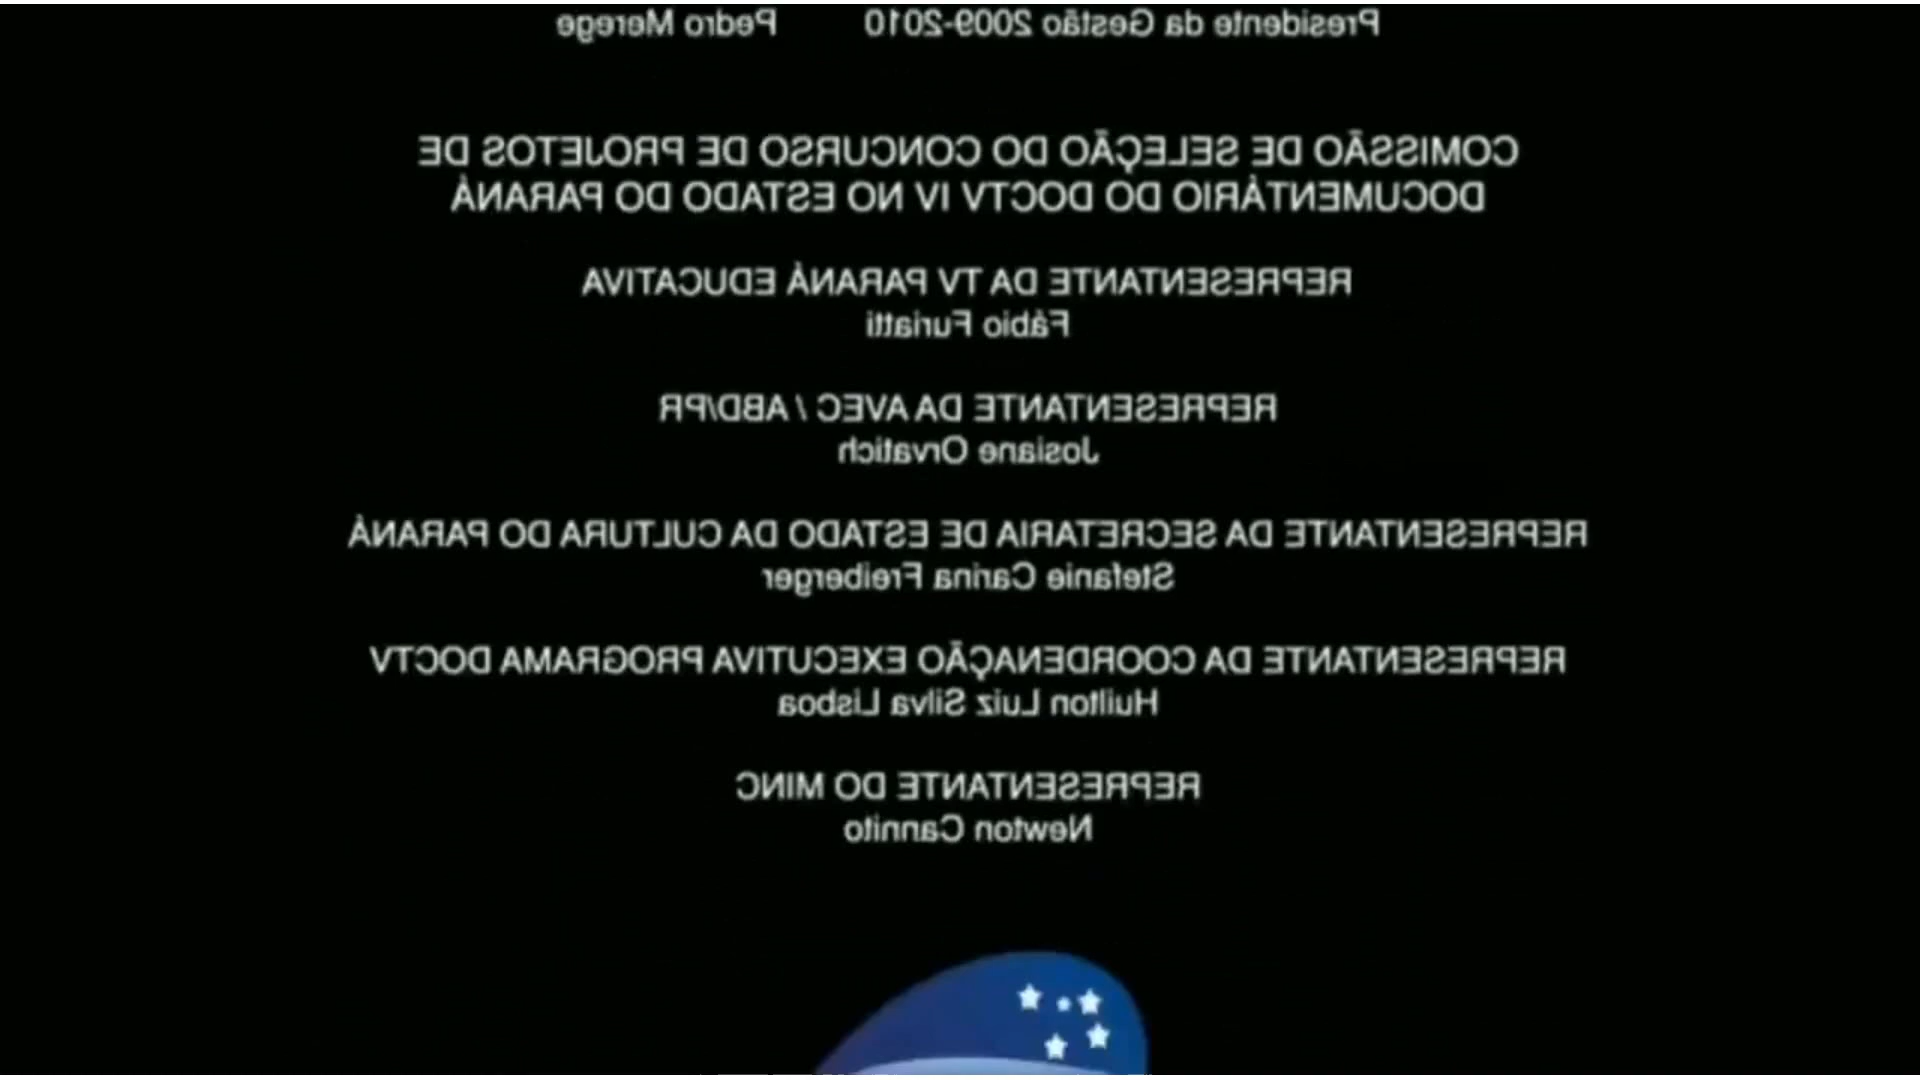 Presidente da Gestão 2009-2010 Pedro Merege
COMISSÃO DE SELEÇÃO DO CONCURSO DE PROJETOS DE
DOCUMENTÁRIO DO DOCTV IV NO ESTADO DO PARANÁ
REPRESENTANTE DA TV PARANÁ EDUCATIVA
Fábio Furiatti
REPRESENTANTE DA AVEC / ABD/PR
Josiane Orvatich
REPRESENTANTE DA SECRETARIA DE ESTADO DA CULTURA DO PARANÁ
Stefanie Carina Freiberger
REPRESENTANTE DA COORDENAÇÃO EXECUTIVA PROGRAMA DOCTV
Huilton Luiz Silva Lisboa
REPRESENTANTE DO MINC
Newton Cannito